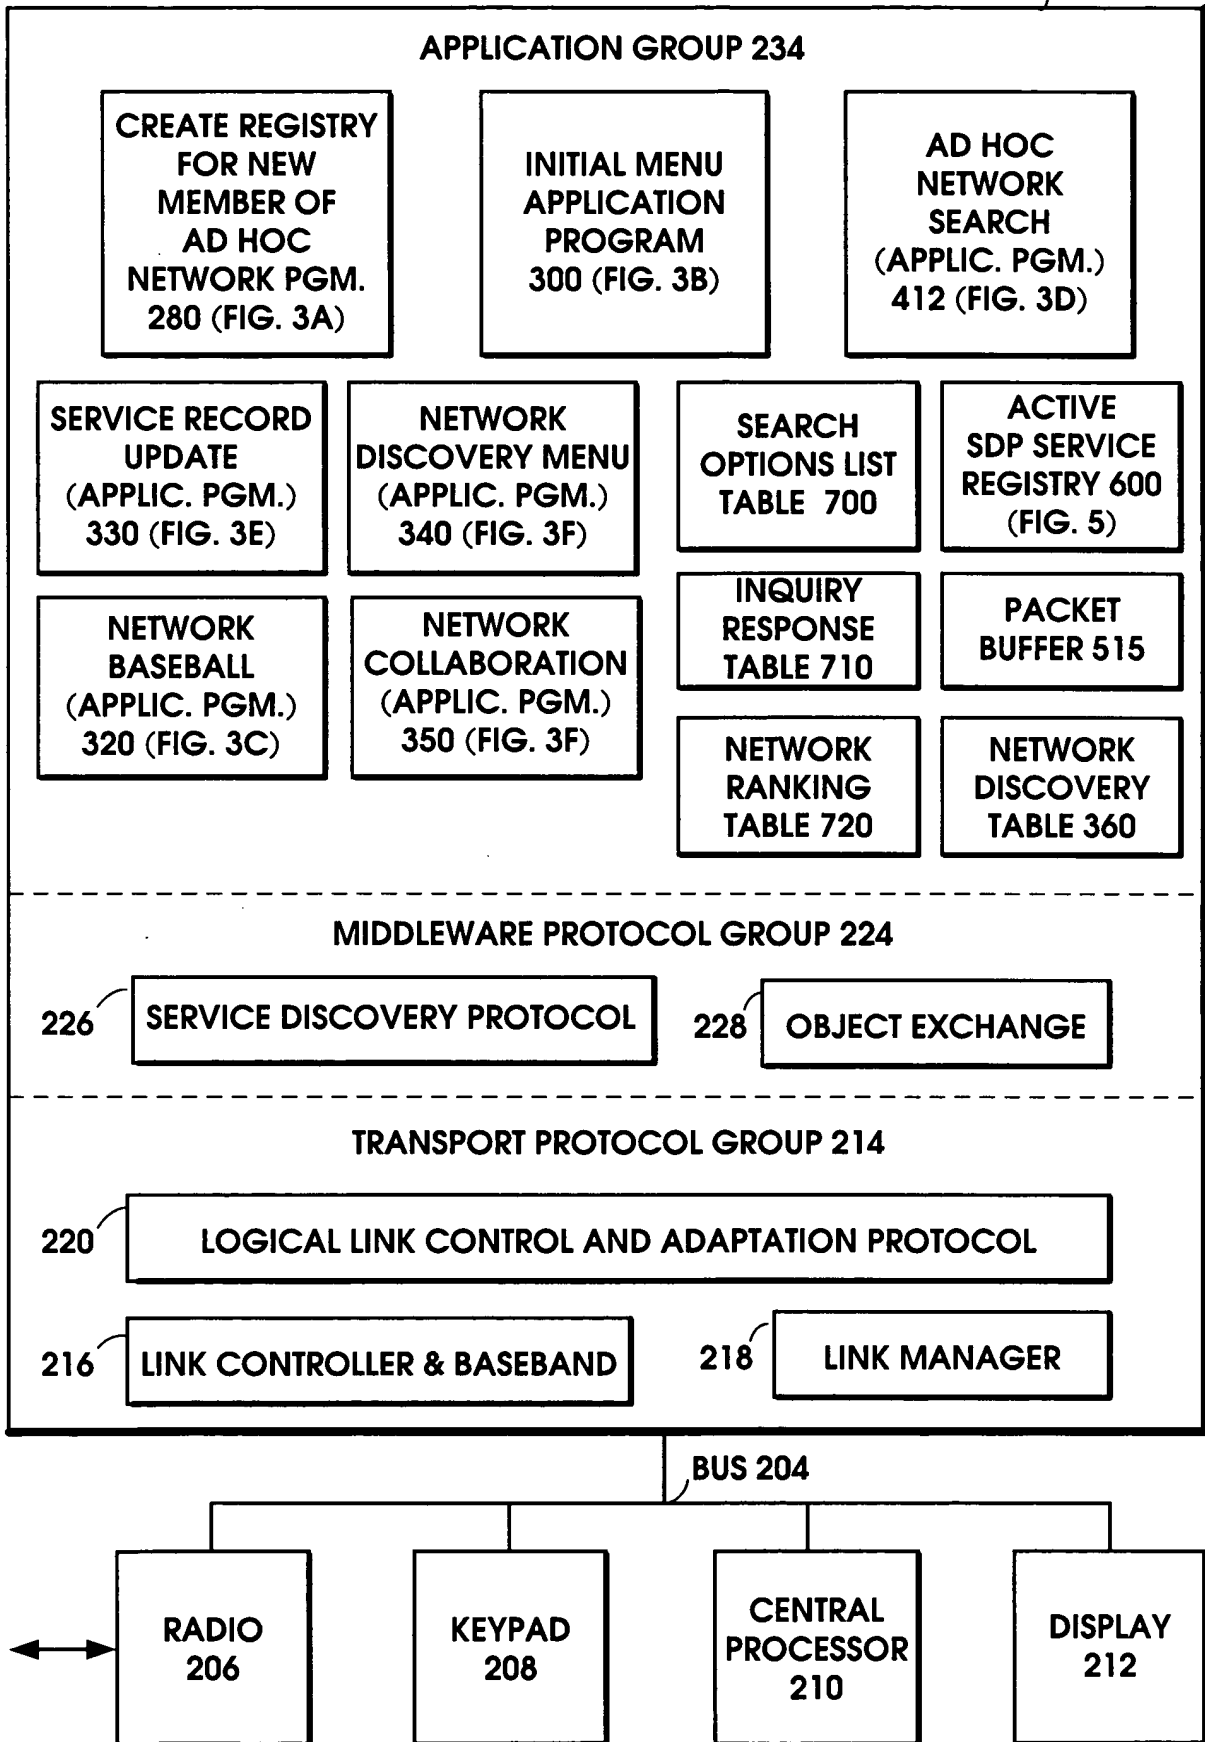 APPLICATION GROUP 234
CREATE REGISTRY
FOR NEW
MEMBER OF
AD HOC
NETWORK PGM.
280 (FIG. 3A)
INITIAL MENU
APPLICATION
PROGRAM
300 (FIG. 3B)
AD HOC
NETWORK
SEARCH
(APPLIC. PGM.)
412 (FIG. 3D)
SERVICE RECORD
UPDATE
(APPLIC. PGM.)
330 (FIG. 3E)
NETWORK
DISCOVERY MENU
(APPLIC. PGM.)
340 (FIG. 3F)
SEARCH
OPTIONS LIST
TABLE 700
ACTIVE
SDP SERVICE
REGISTRY 600
(FIG. 5)
NETWORK
BASEBALL
(APPLIC. PGM.)
320 (FIG. 3C)
NETWORK
COLLABORATION
(APPLIC. PGM.)
350 (FIG. 3F)
INQUIRY
RESPONSE
TABLE 710
PACKET
BUFFER 515
NETWORK
RANKING
TABLE 720
NETWORK
DISCOVERY
TABLE 360
MIDDLEWARE PROTOCOL GROUP 224
226
SERVICE DISCOVERY PROTOCOL
228
OBJECT EXCHANGE
TRANSPORT PROTOCOL GROUP 214
220
LOGICAL LINK CONTROL AND ADAPTATION PROTOCOL
216
LINK CONTROLLER & BASEBAND
218
LINK MANAGER
BUS 204
RADIO
206
KEYPAD
208
CENTRAL
PROCESSOR
210
DISPLAY
212